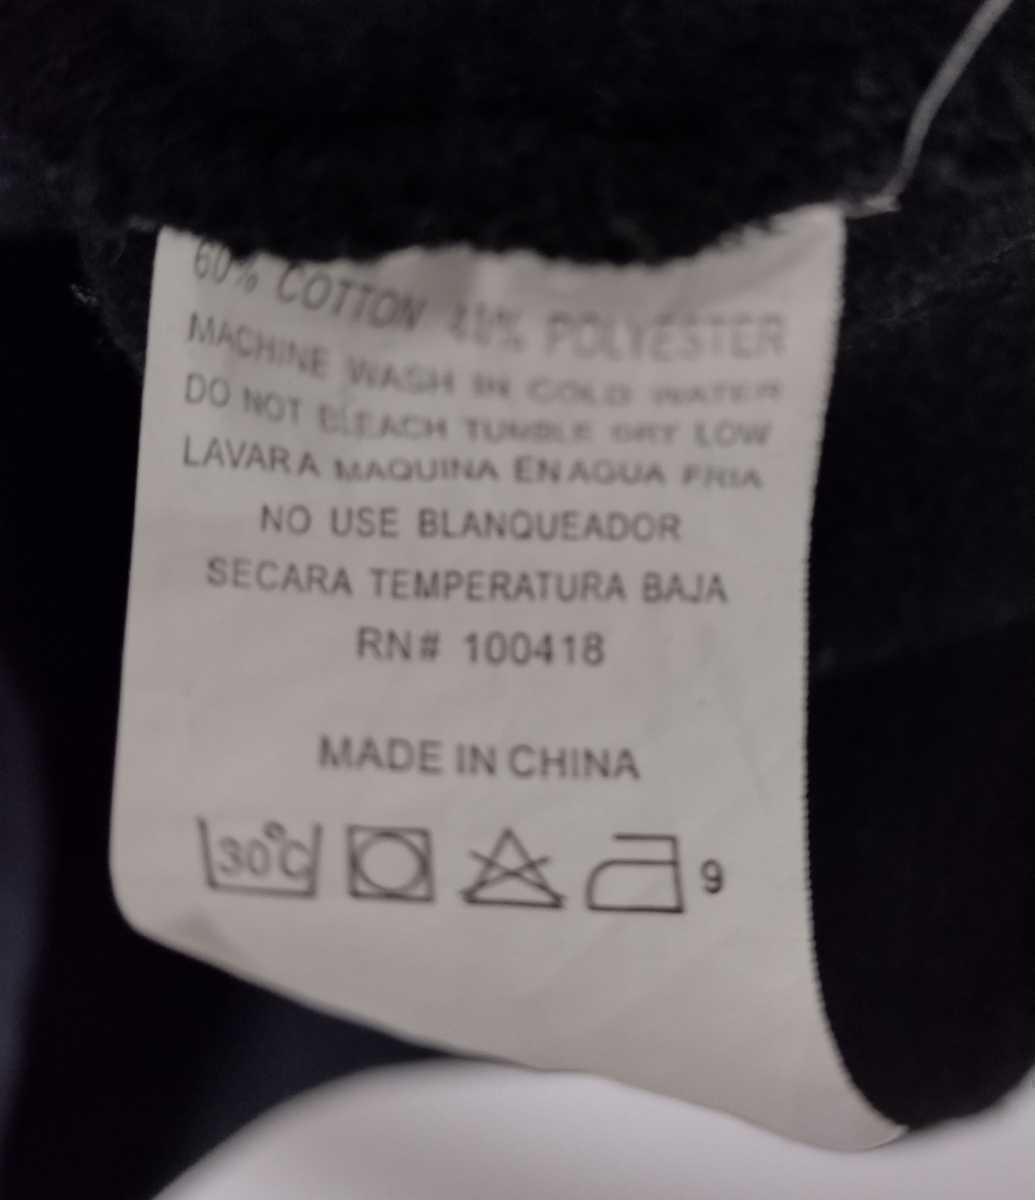 60% COTTON 40% POLYESTER
MACHINE WASH IN COLD WATER
DO NOT BLEACH TUMBLE DRY LOW
LAVARA MAQUINA EN AGUA FRIA
NO USE BLANQUEADOR
SECARA TEMPERATURA BAJA
RN# 100418
MADE IN CHINA
30°C 9